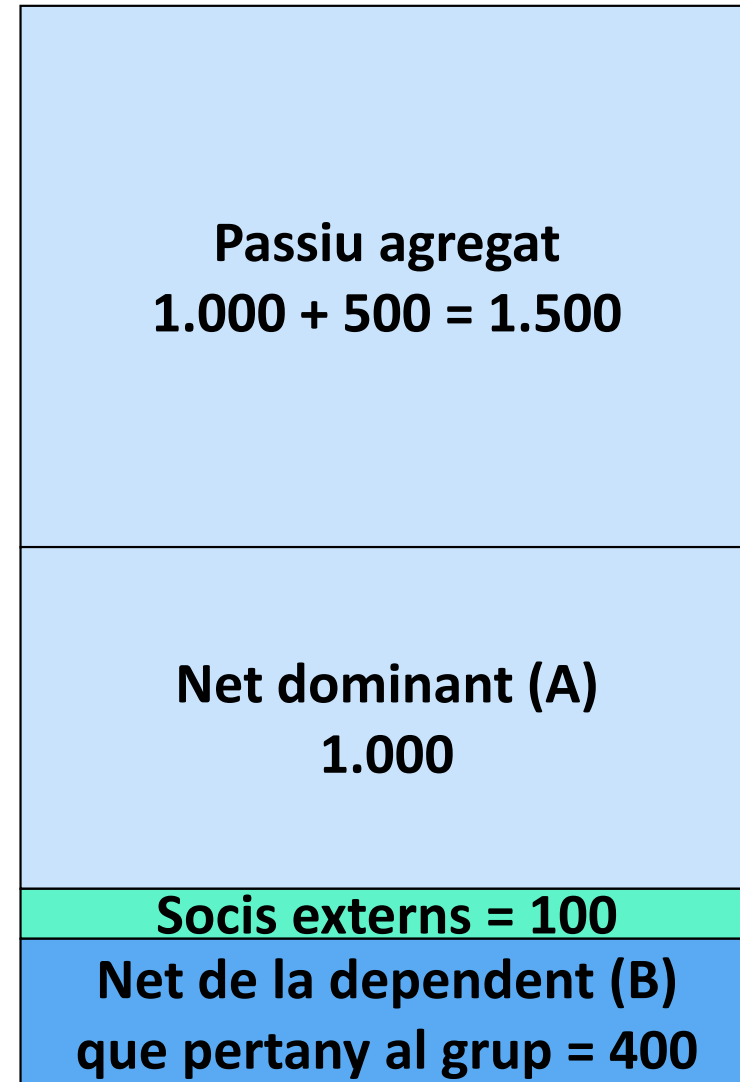 Passiu agregat
1.000 + 500 = 1.500
Net dominant (A)
1.000
Socis externs = 100
Net de la dependent (B)
que pertany al grup = 400